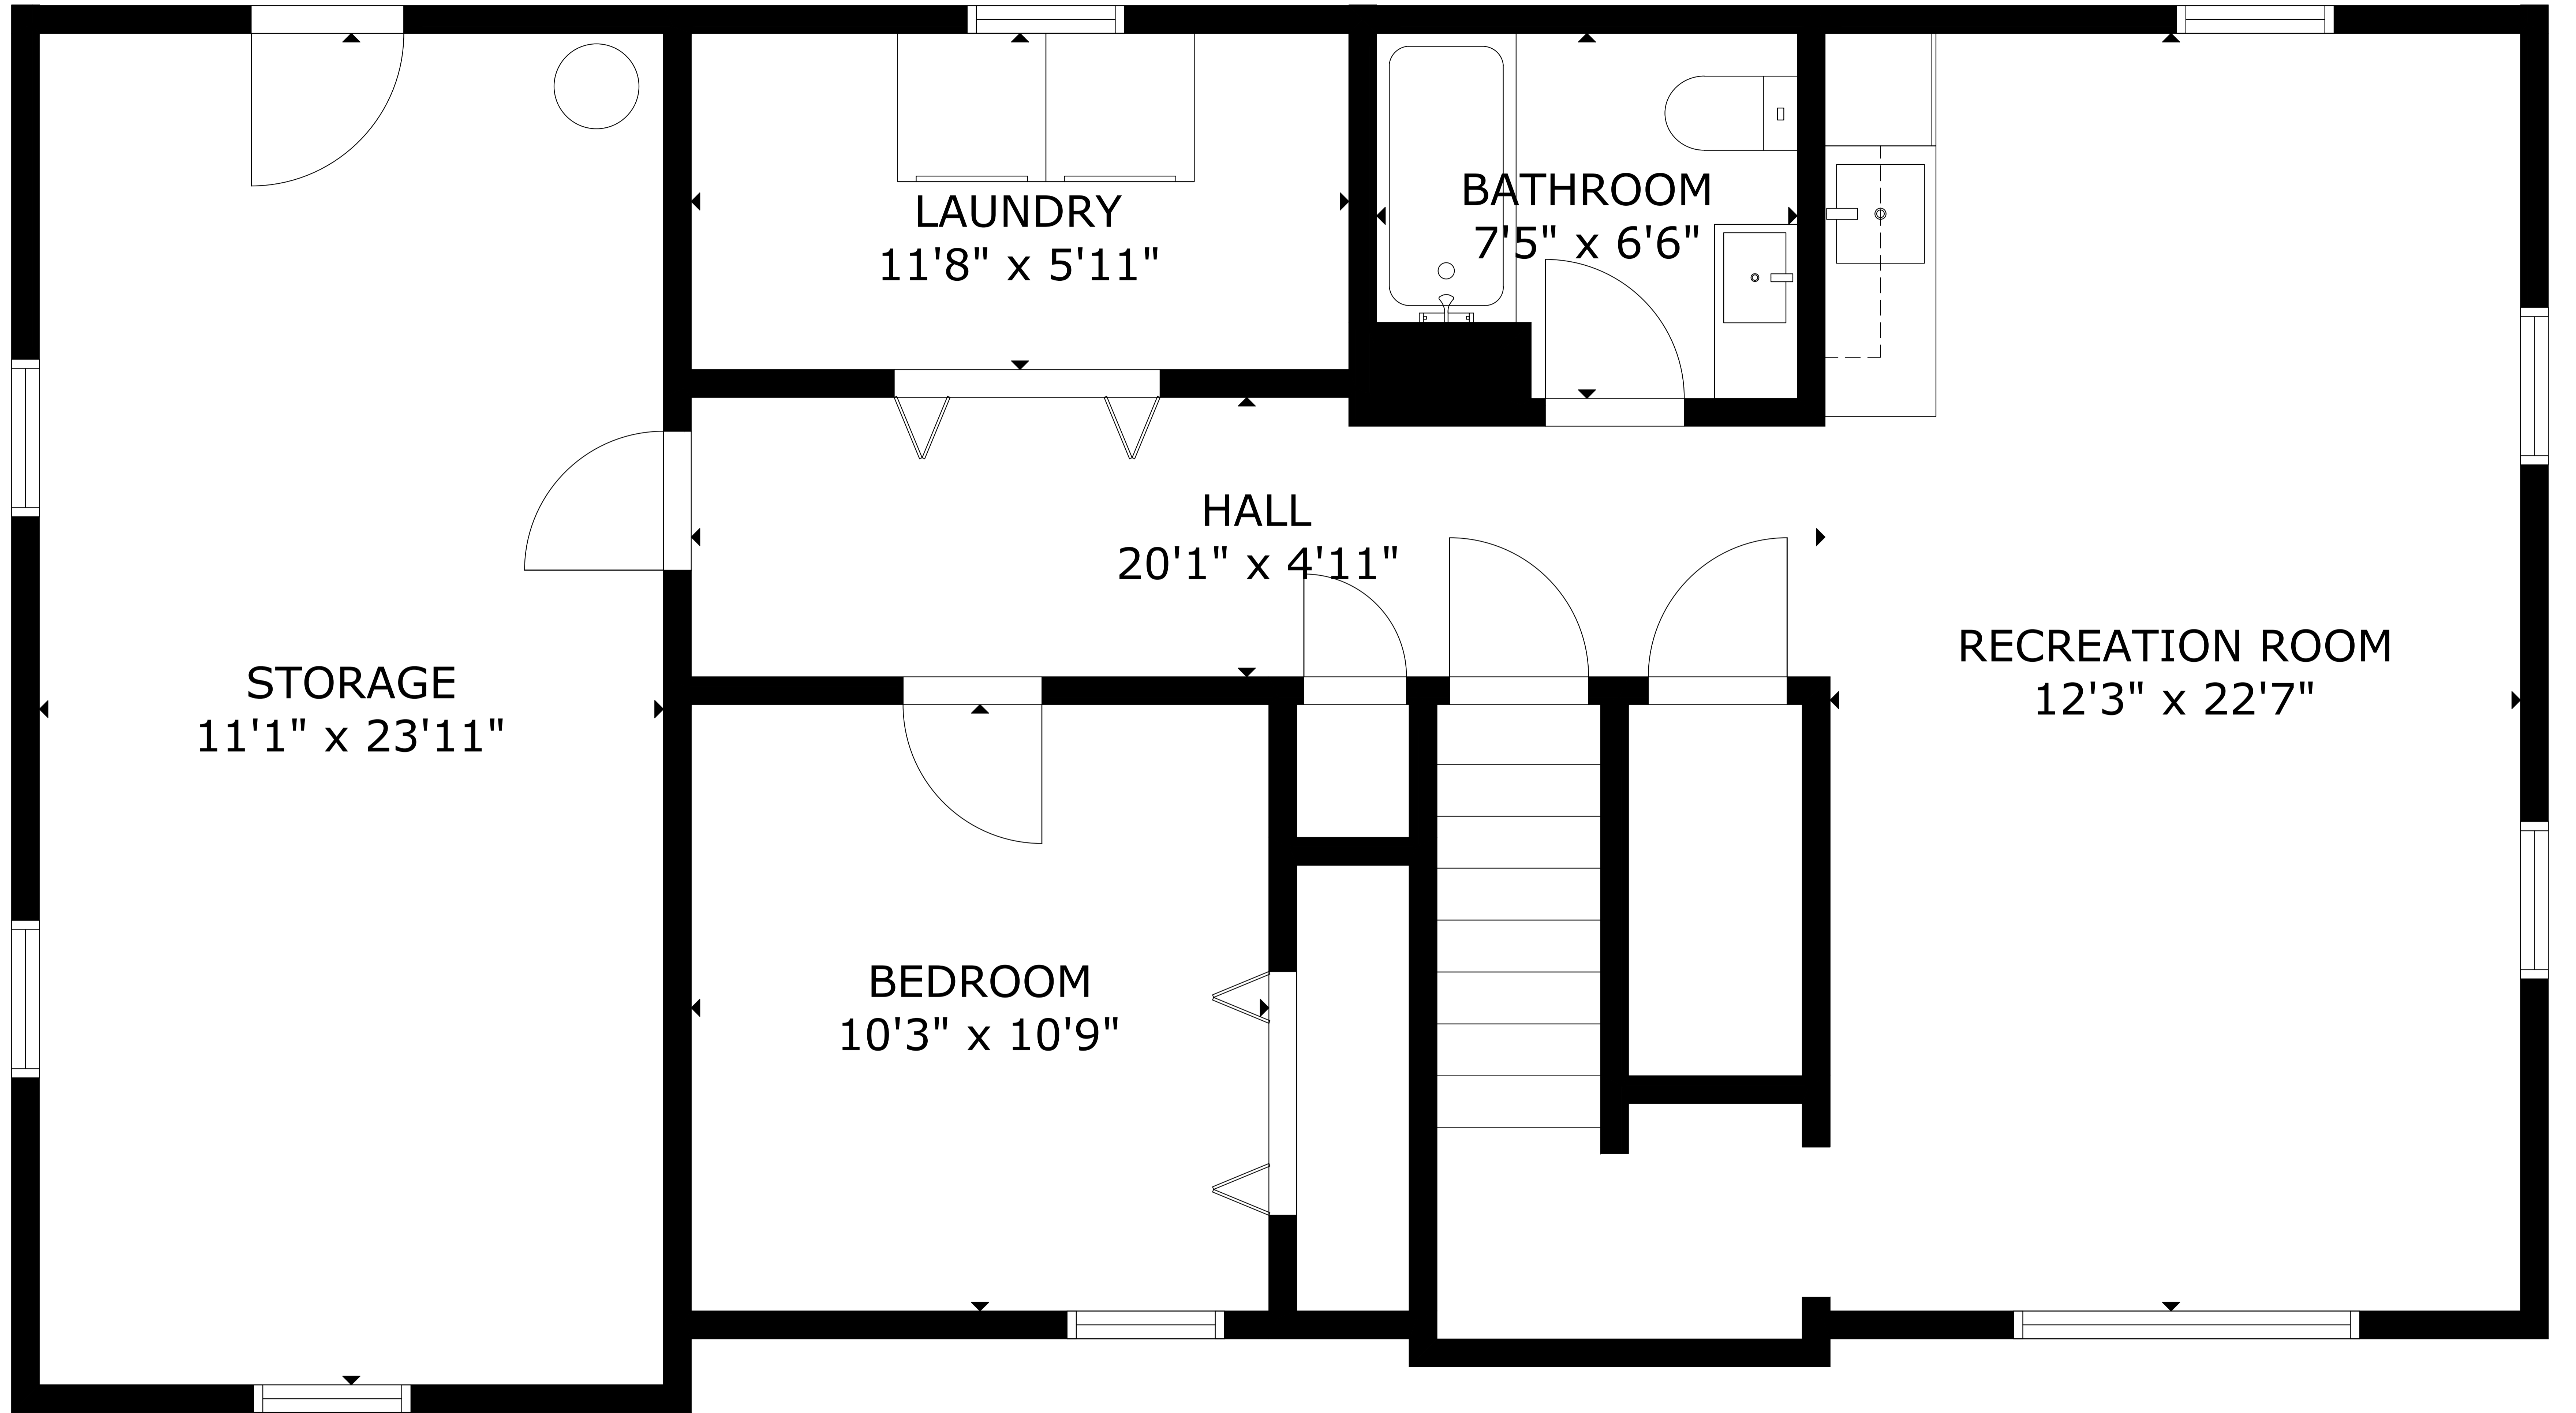 LAUNDRY
11'8" x 5'11"
BATHROOM
7'5" x 6'6"
HALL
20'1" x 4'11"
STORAGE
11'1" x 23'11"
RECREATION ROOM
12'3" x 22'7"
BEDROOM
10'3" x 10'9"